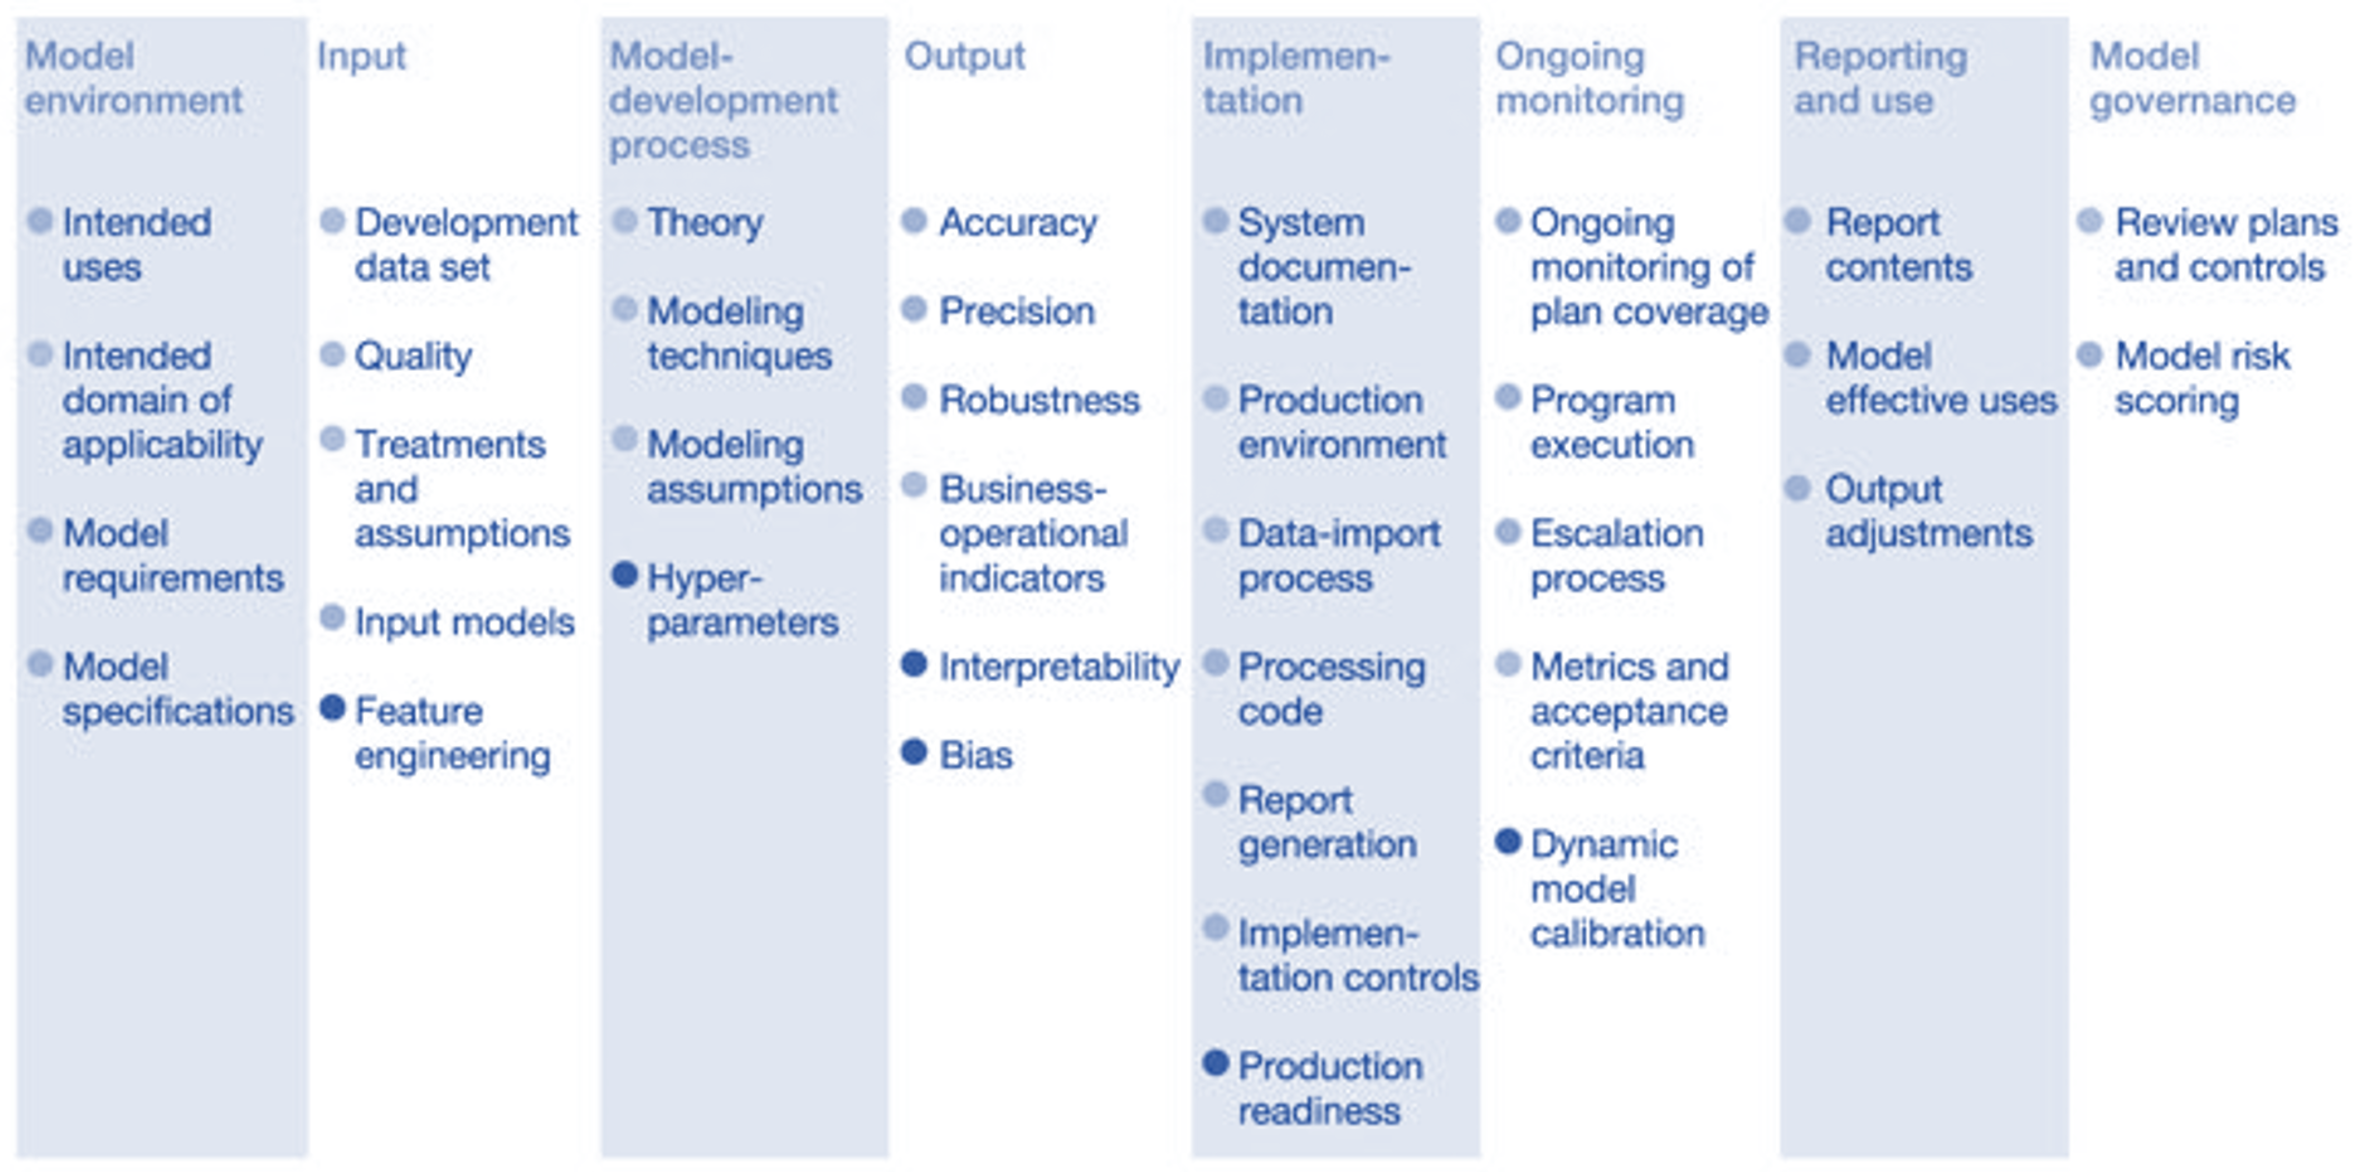 Model
environment
Intended
uses
Intended
domain of
applicability
Model
requirements
Model
specifications
Input
Development
data set
Quality
Treatments
and
assumptions
Input models
Feature
engineering
Model-
development
process
Theory
Modeling
techniques
Modeling
assumptions
Hyper-
parameters
Output
Accuracy
Precision
Robustness
Business-
operational
indicators
Interpretability
Bias
Implemen-
tation
System
documen-
tation
Production
environment
Data-import
process
Processing
code
Report
generation
Implemen-
tation controls
Production
readiness
Ongoing
monitoring
Ongoing
monitoring of
plan coverage
Program
execution
Escalation
process
Metrics and
acceptance
criteria
Dynamic
model
calibration
Reporting
and use
Report
contents
Model
effective uses
Output
adjustments
Model
governance
Review plans
and controls
Model risk
scoring